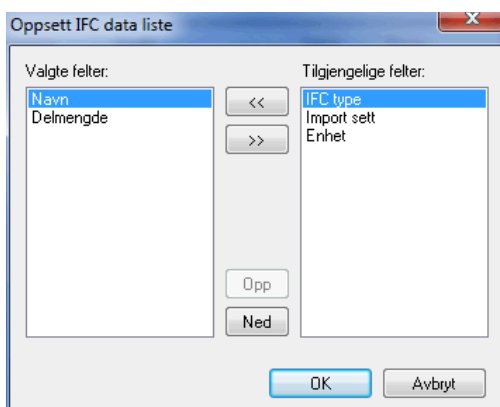 Oppsett IFC data liste
Valgte felter:
Tilgjengelige felter:
Navn
Delmengde
<<
>>
IFC type
Import sett
Enhet
Opp
Ned
OK
Avbryt